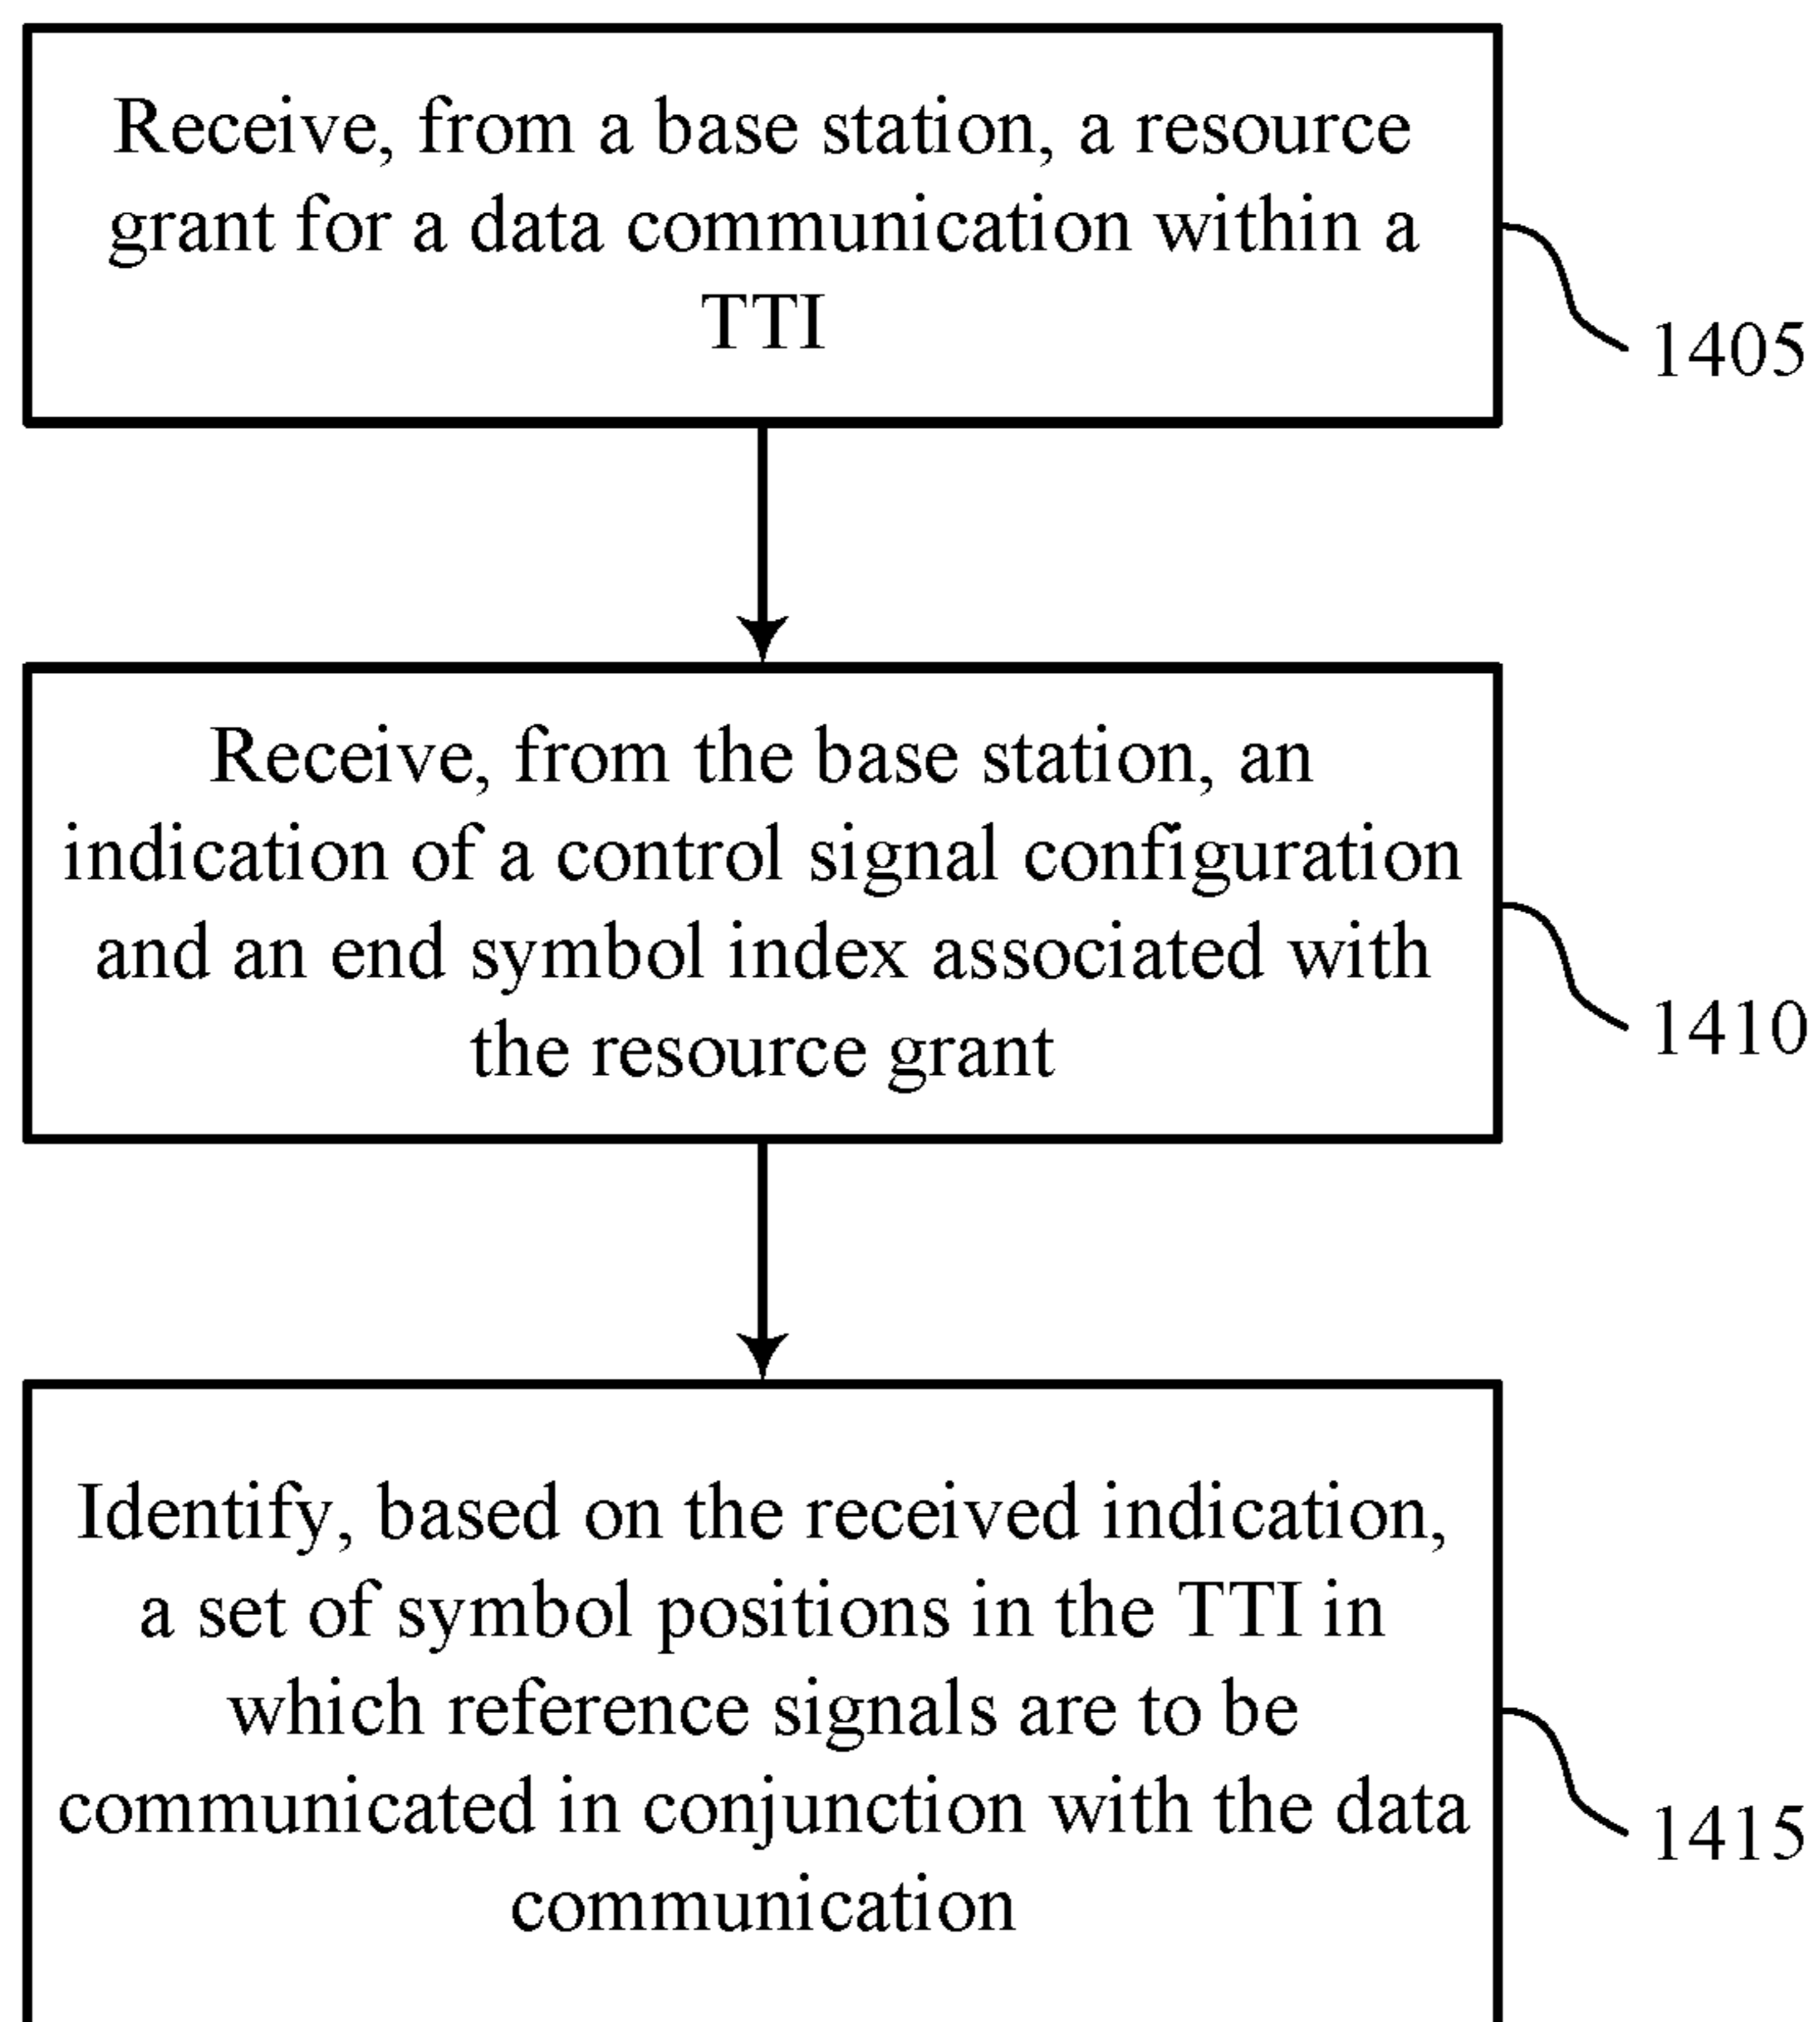 Receive, from a base station, a resource
grant for a data communication within a
TTI
1405
Receive, from the base station, an
indication of a control signal configuration
and an end symbol index associated with
the resource grant
1410
Identify, based on the received indication,
a set of symbol positions in the TTI in
which reference signals are to be
communicated in conjunction with the data
communication
1415